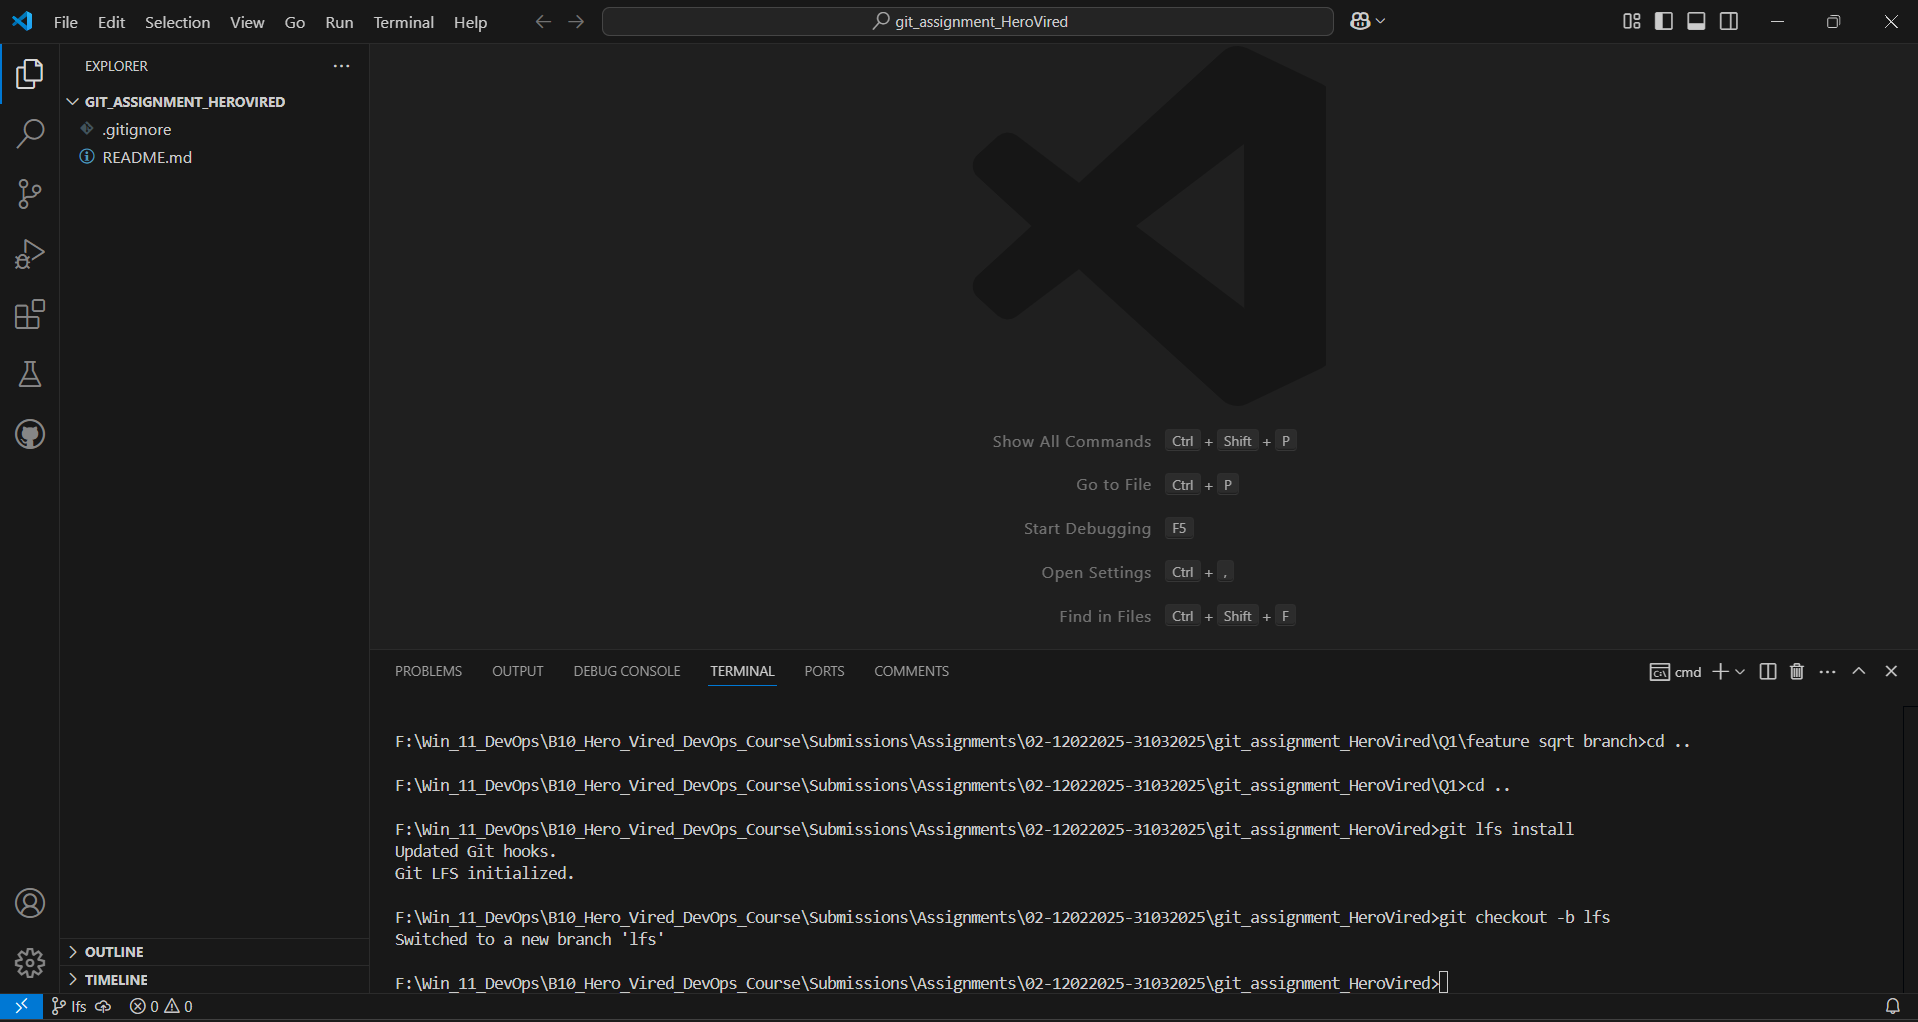 File Edit Selection View Go Run Terminal Help
git_assignment_HeroVired
EXPLORER
GIT_ASSIGNMENT_HEROVIRED
.gitignore
README.md
Show All Commands Ctrl + Shift + P
Go to File Ctrl + P
Start Debugging F5
Open Settings Ctrl + ,
Find in Files Ctrl + Shift + F
PROBLEMS OUTPUT DEBUG CONSOLE TERMINAL PORTS COMMENTS
cmd
F:\Win_11_DevOps\B10_Hero_Vired_DevOps_Course\Submissions\Assignments\02-12022025-31032025\git_assignment_HeroVired\Q1\feature sqrt branch>cd ..
F:\Win_11_DevOps\B10_Hero_Vired_DevOps_Course\Submissions\Assignments\02-12022025-31032025\git_assignment_HeroVired\Q1>cd ..
F:\Win_11_DevOps\B10_Hero_Vired_DevOps_Course\Submissions\Assignments\02-12022025-31032025\git_assignment_HeroVired>git lfs install
Updated Git hooks.
Git LFS initialized.
F:\Win_11_DevOps\B10_Hero_Vired_DevOps_Course\Submissions\Assignments\02-12022025-31032025\git_assignment_HeroVired>git checkout -b lfs
Switched to a new branch 'lfs'
F:\Win_11_DevOps\B10_Hero_Vired_DevOps_Course\Submissions\Assignments\02-12022025-31032025\git_assignment_HeroVired>
OUTLINE
TIMELINE
lfs 0 0